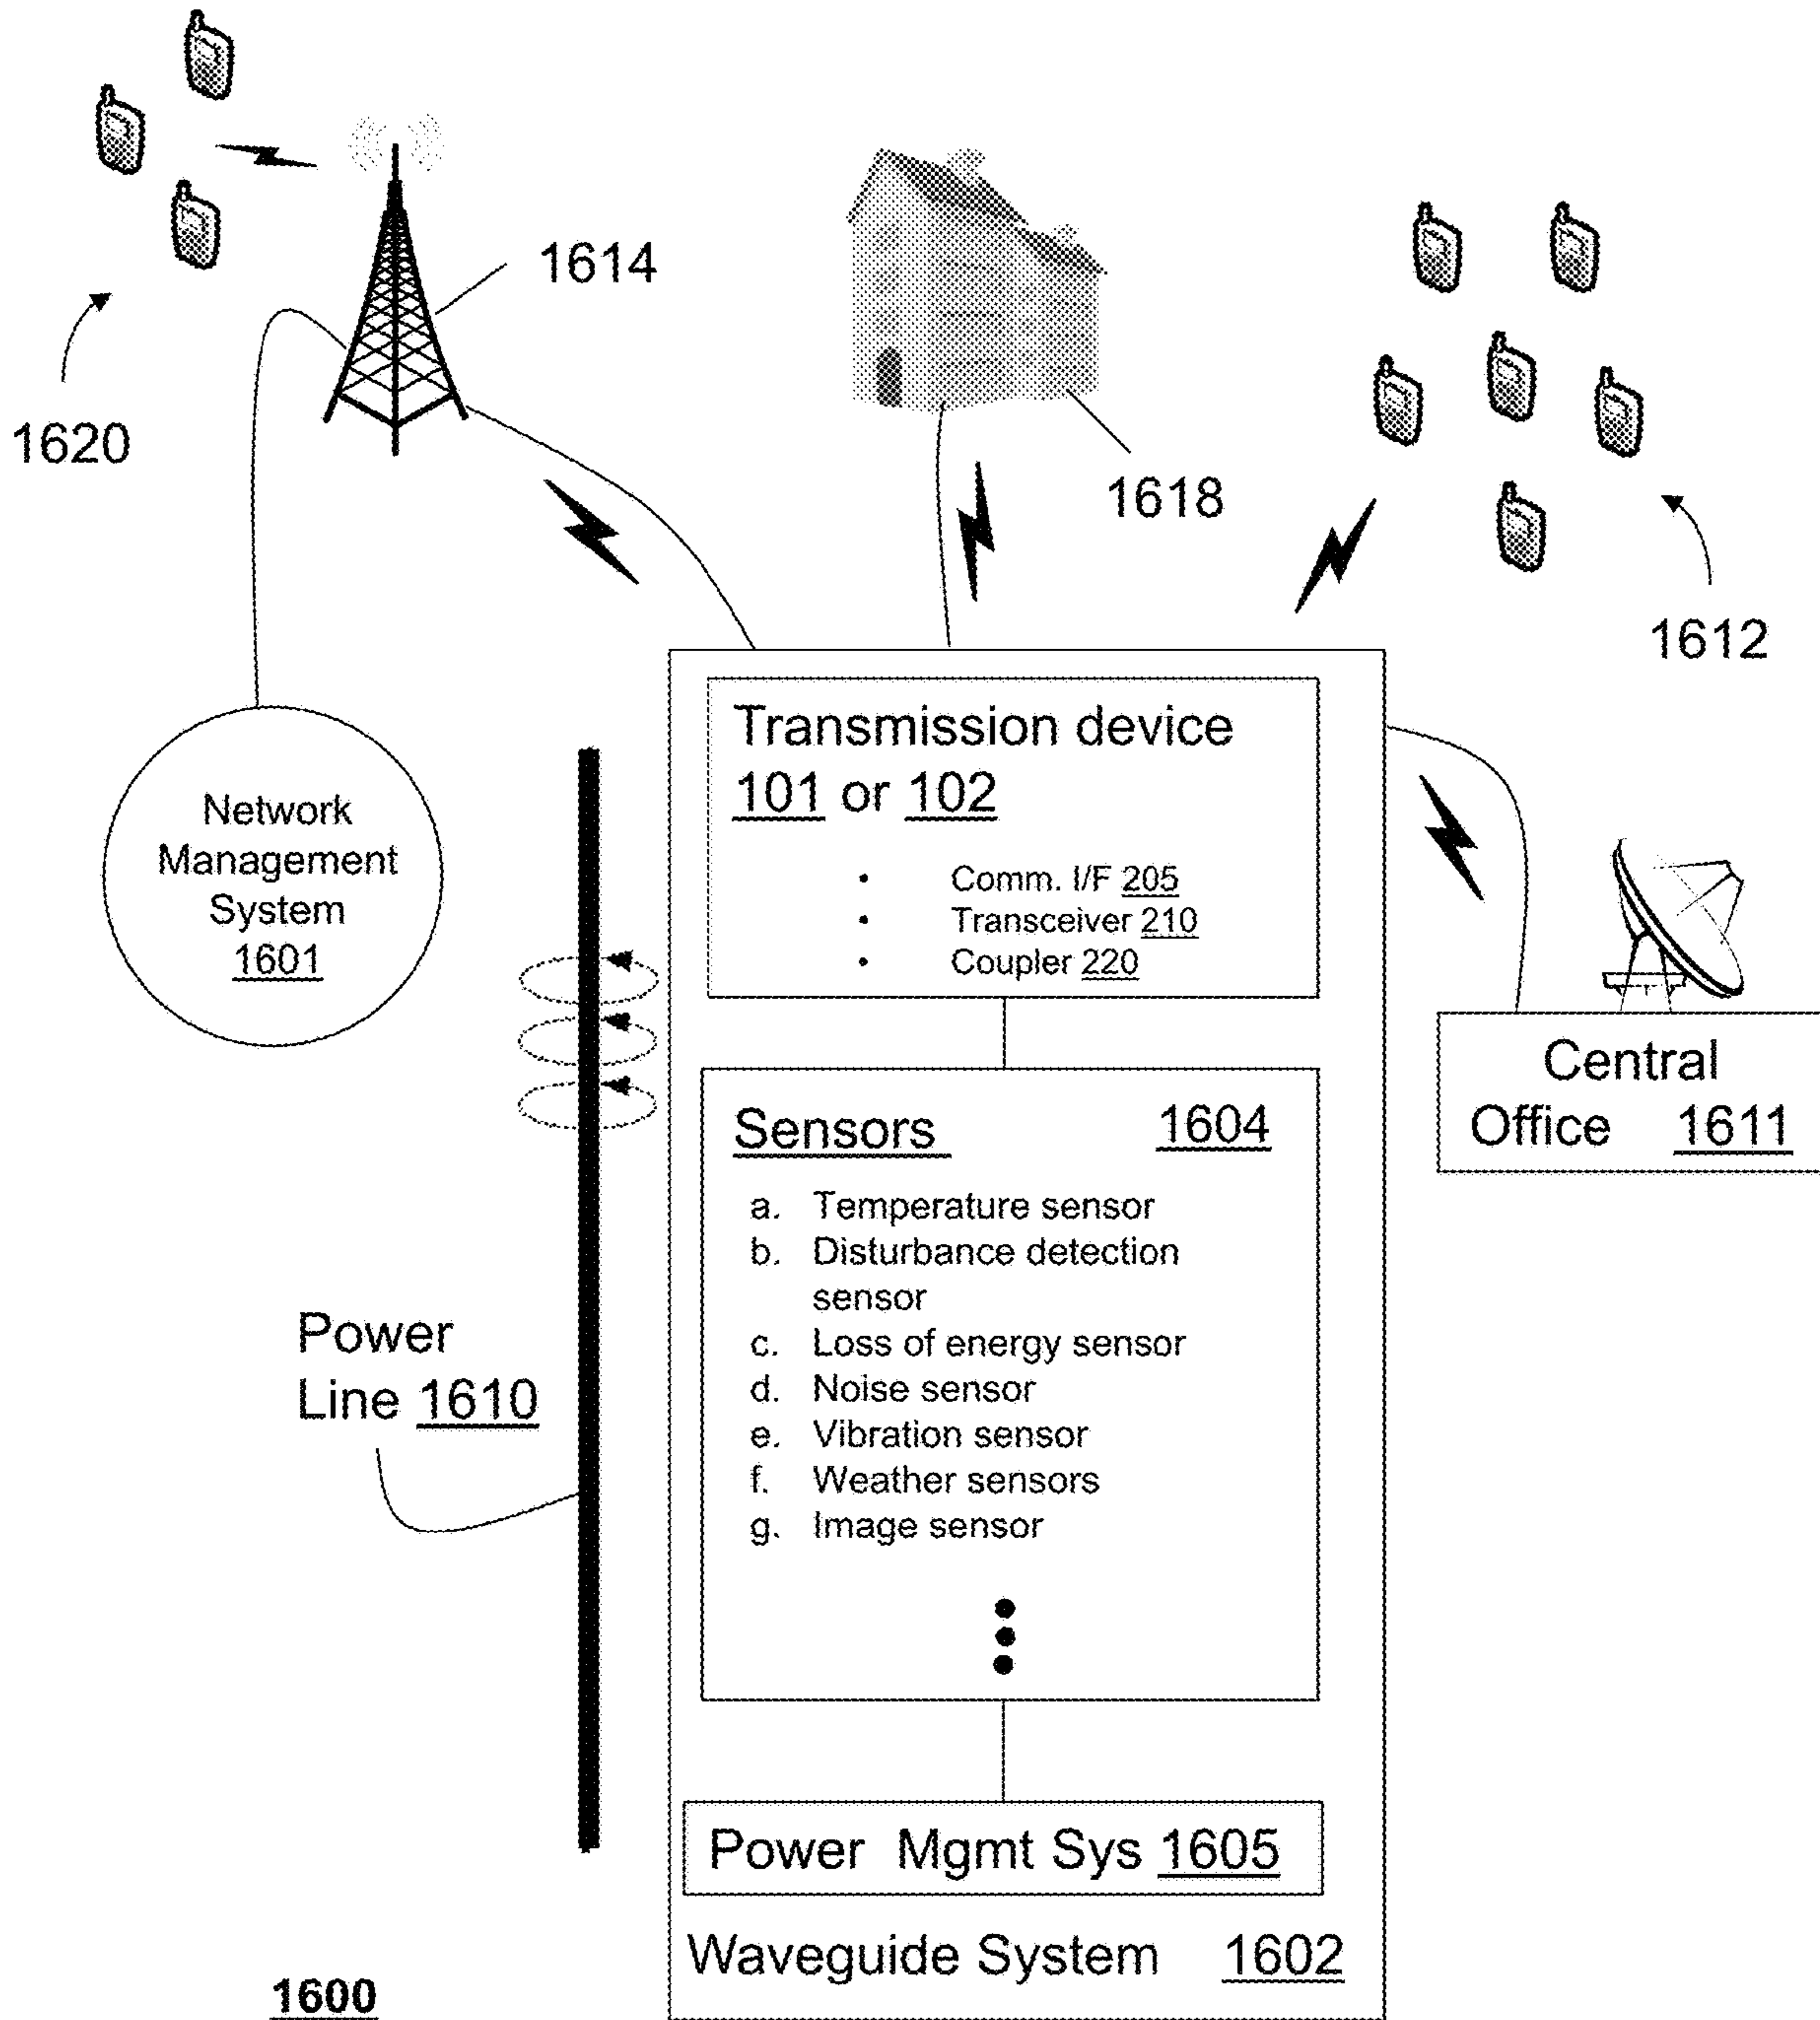 1614
1620
1618
1612
Network
Management
System
1601
Transmission device
101 or 102
• Comm. I/F 205
• Transceiver 210
• Coupler 220
Sensors 1604
a. Temperature sensor
b. Disturbance detection
sensor
c. Loss of energy sensor
d. Noise sensor
e. Vibration sensor
f. Weather sensors
g. Image sensor
Central
Office 1611
Power
Line 1610
Power Mgmt Sys 1605
Waveguide System 1602
1600